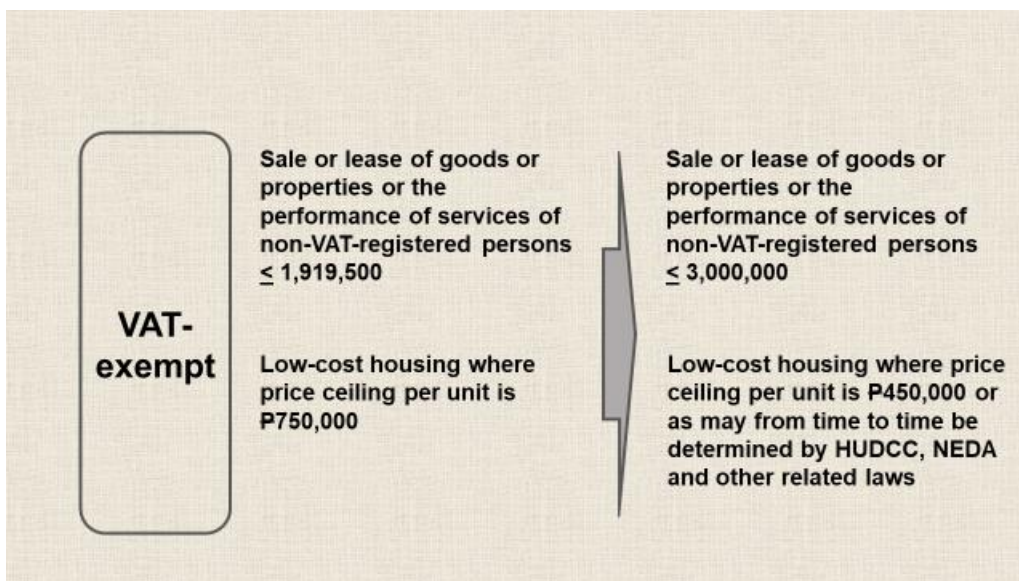 VAT-
exempt
Sale or lease of goods or
properties or the
performance of services of
non-VAT-registered persons
≤ 1,919,500
Low-cost housing where
price ceiling per unit is
₱750,000
Sale or lease of goods or
properties or the
performance of services of
non-VAT-registered persons
≤ 3,000,000
Low-cost housing where price
ceiling per unit is ₱450,000 or
as may from time to time be
determined by HUDCC, NEDA
and other related laws